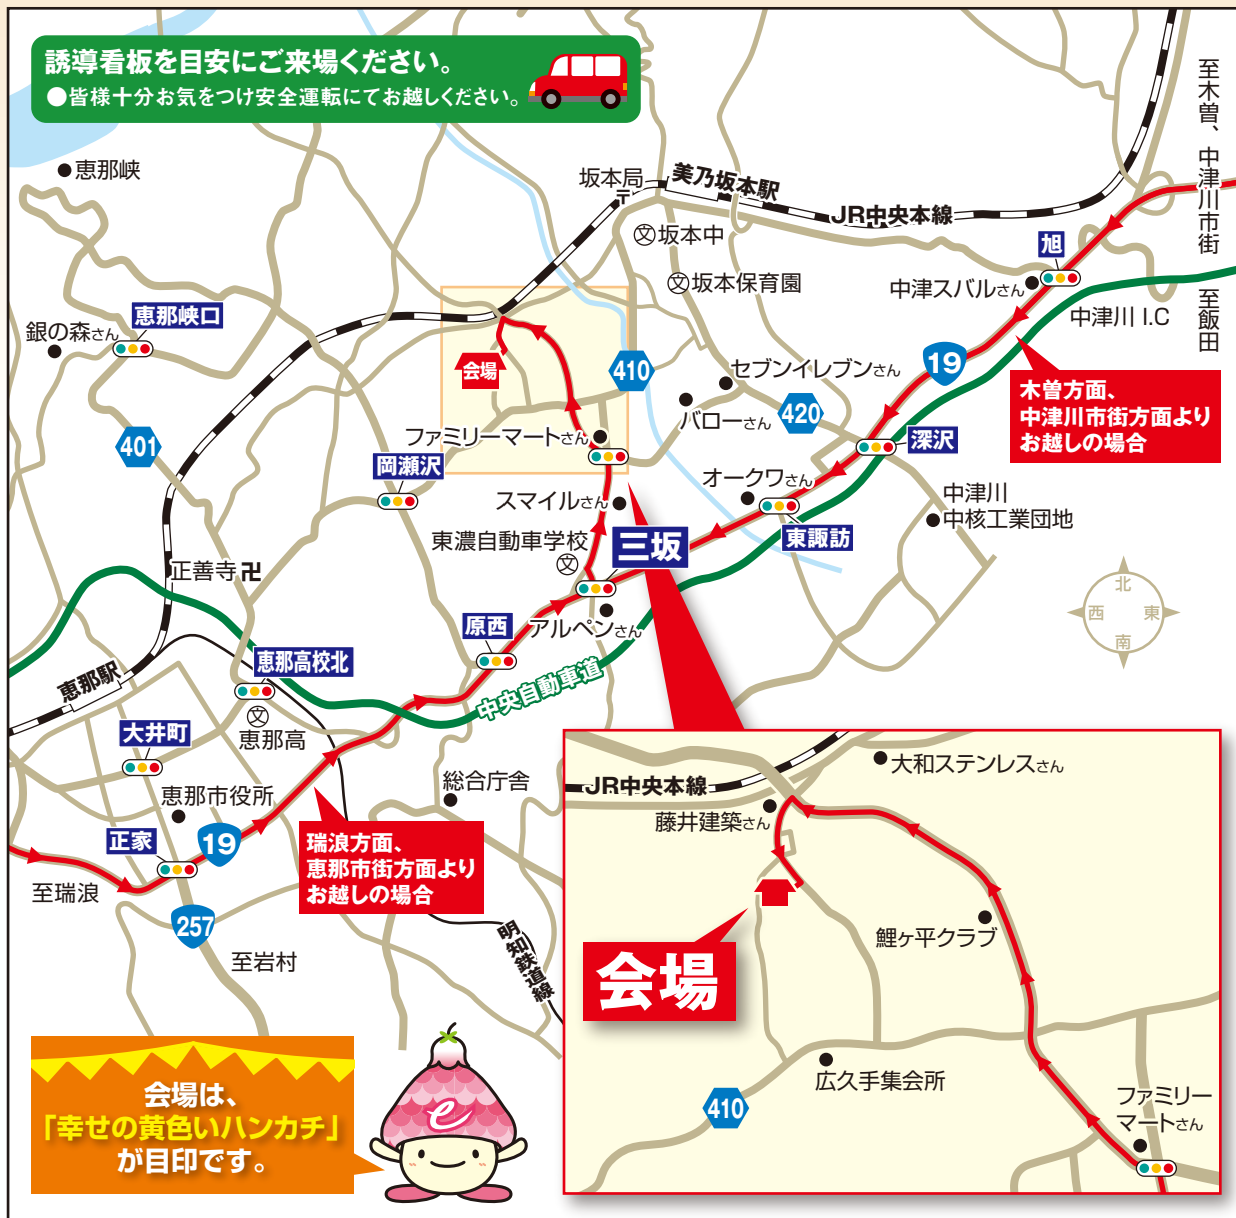 誘導看板を目安にご来場ください。
●皆様十分お気をつけ安全運転にてお越しください。
至木曽、中津川市街
至飯田
恵那峡
坂本局
美乃坂本駅
JR中央本線
坂本中
坂本保育園
旭
中津スバルさん
中津川 I.C
銀の森さん
恵那峡口
会場
410
セブンイレブンさん
19
バローさん
420
木曽方面、
中津川市街方面より
お越しの場合
401
ファミリーマートさん
深沢
岡瀬沢
オークワさん
中津川
中核工業団地
スマイルさん
東濃自動車学校
三坂
東諏訪
正善寺
アルペンさん
北
西
東
南
原西
恵那駅
恵那高校北
中央自動車道
大井町
恵那高
恵那市役所
総合庁舎
正家
19
瑞浪方面、
恵那市街方面より
お越しの場合
至瑞浪
257
至岩村
明知鉄道線
JR中央本線
大和ステンレスさん
藤井建築さん
会場
鯉ヶ平クラブ
広久手集会所
410
ファミリー
マートさん
会場は、
「幸せの黄色いハンカチ」
が目印です。
e